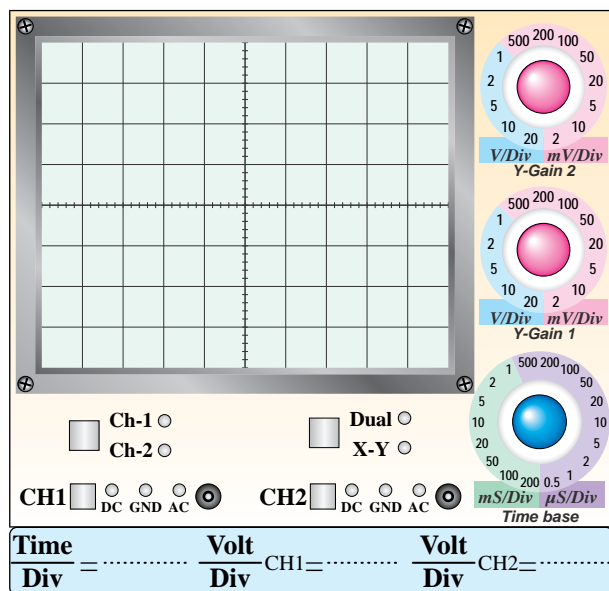 500 200 100
1 50
2 20
5 10
10 5
20 2
V/Div mV/Div
Y-Gain 2
500 200 100
1 50
2 20
5 10
10 5
20 2
V/Div mV/Div
Y-Gain 1
500 200
1 100
2 50
5 20
10 10
20 5
50 2
100 1
200 0.5
mS/Div µS/Div
Time base
Ch-1
Ch-2
Dual
X-Y
CH1 DC GND AC
CH2 DC GND AC
Time/Div = .................. Volt/Div CH1= .................. Volt/Div CH2= ..................